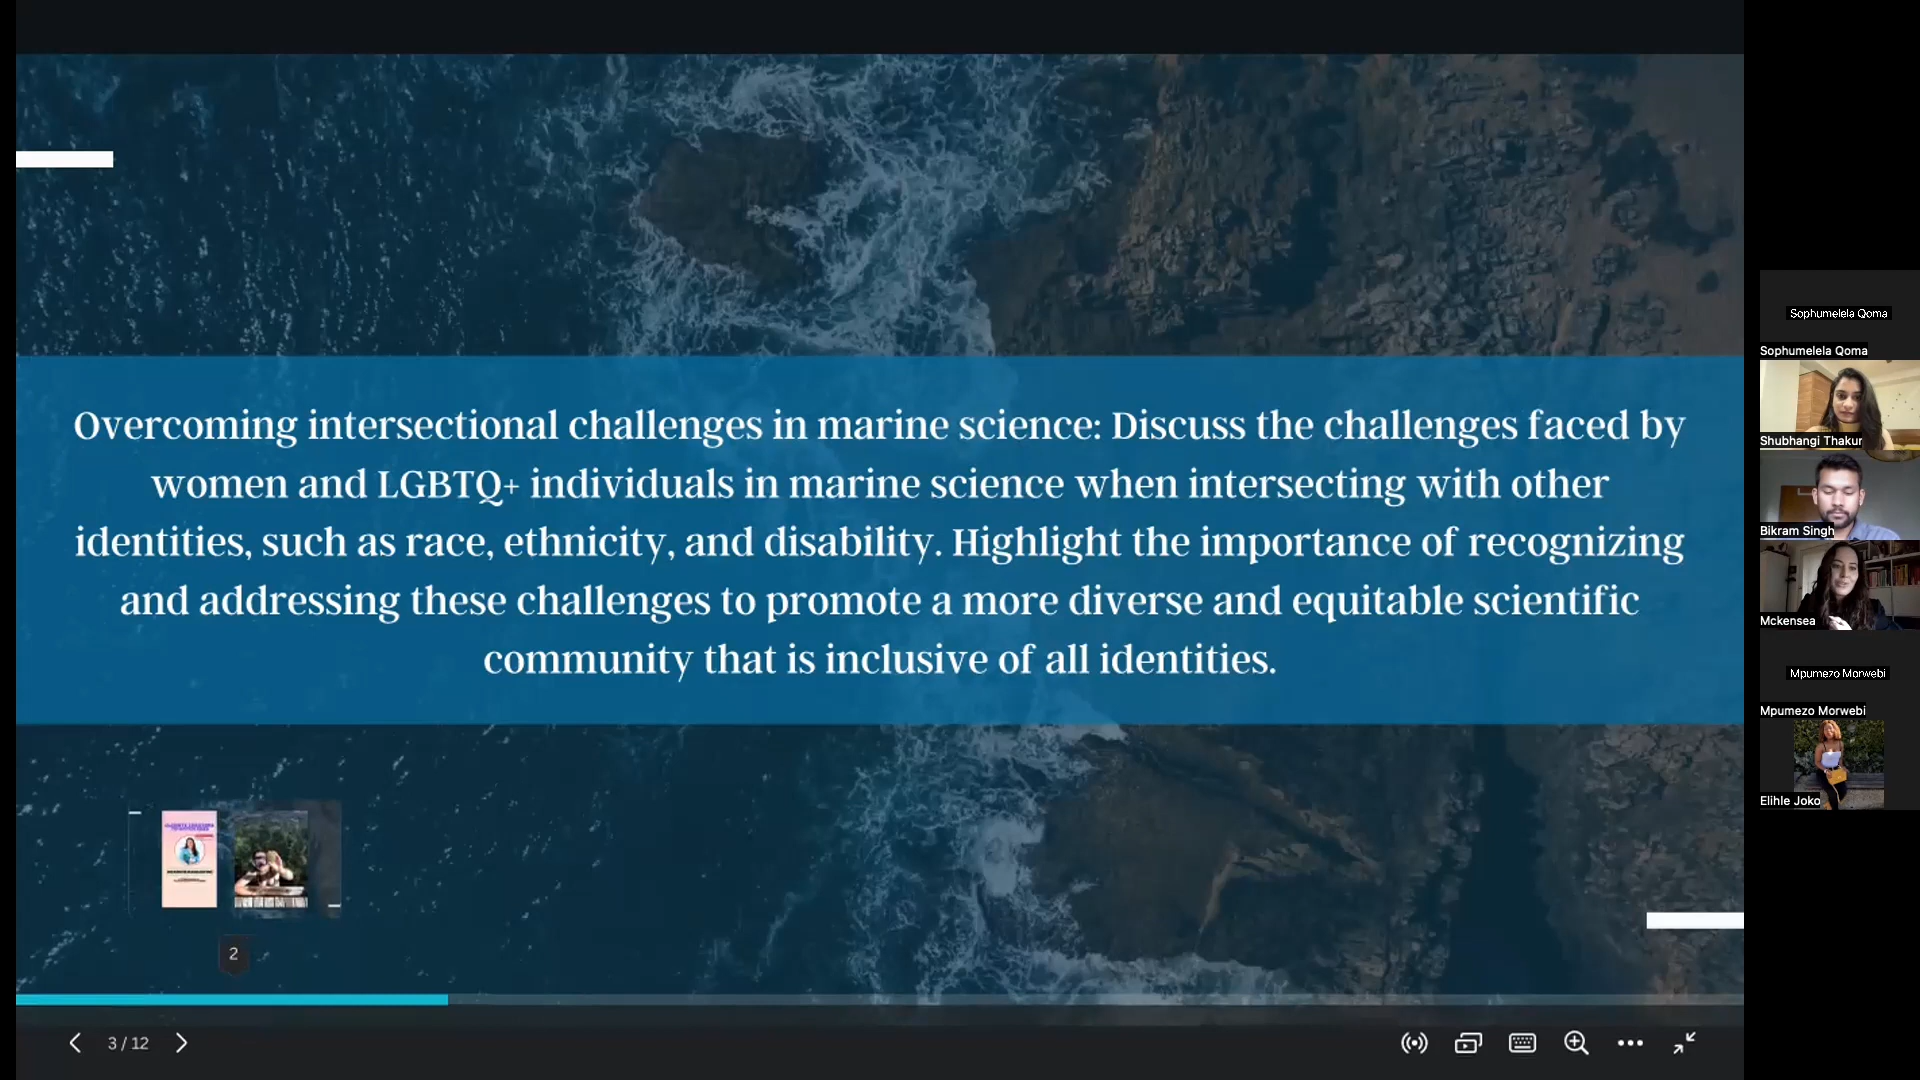 Overcoming intersectional challenges in marine science: Discuss the challenges faced by
women and LGBTQ+ individuals in marine science when intersecting with other
identities, such as race, ethnicity, and disability. Highlight the importance of recognizing
and addressing these challenges to promote a more diverse and equitable scientific
community that is inclusive of all identities.
2
3 / 12
Sophumelela Qoma
Sophumelela Qoma
Shubhangi Thakur
Bikram Singh
Mckensea
Mpumezo Morwebi
Mpumezo Morwebi
Elihle Joko